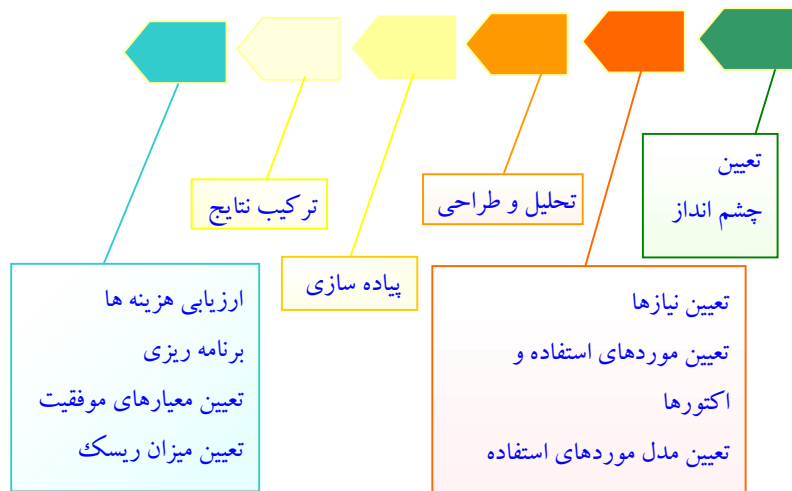 تعیین
چشم انداز
تعیین نیازها
تعیین موردهای استفاده و
اکتورها
تعیین مدل موردهای استفاده
تحلیل و طراحی
پیاده سازی
ترکیب نتایج
ارزیابی هزینه ها
برنامه ریزی
تعیین معیارهای موفقیت
تعیین میزان ریسک